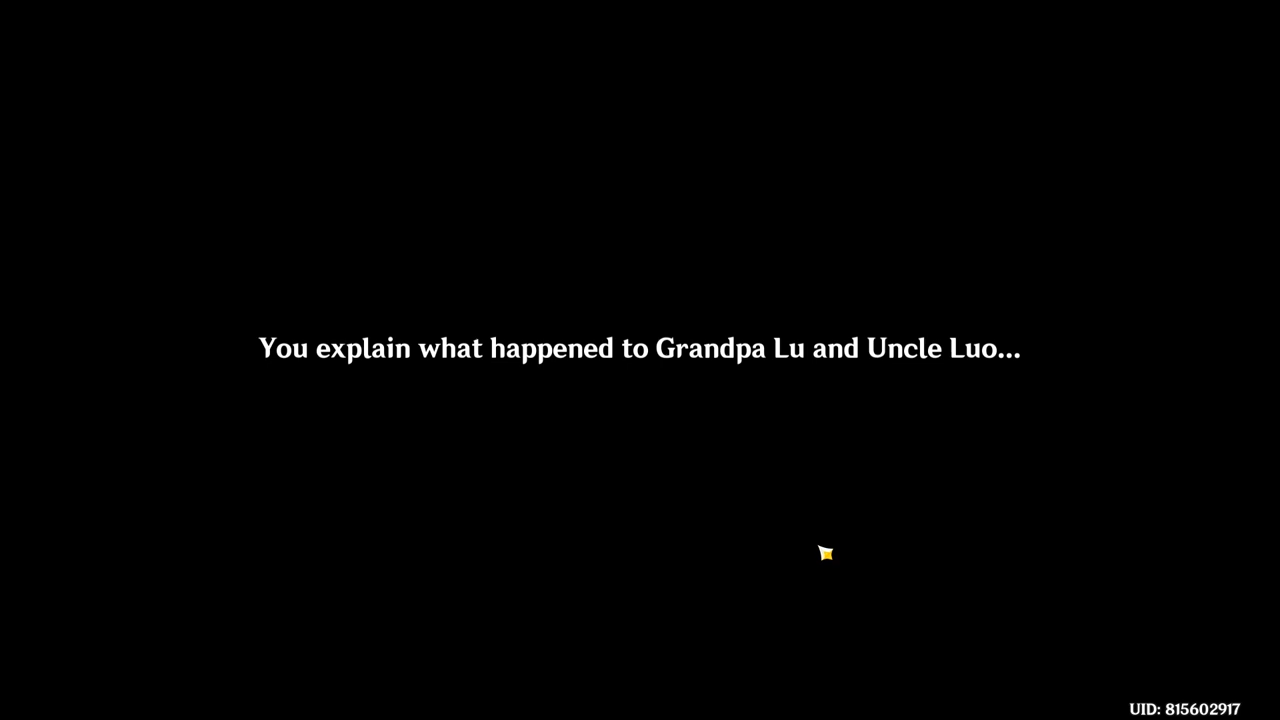 You explain what happened to Grandpa Lu and Uncle Luo...
UID: 815602917